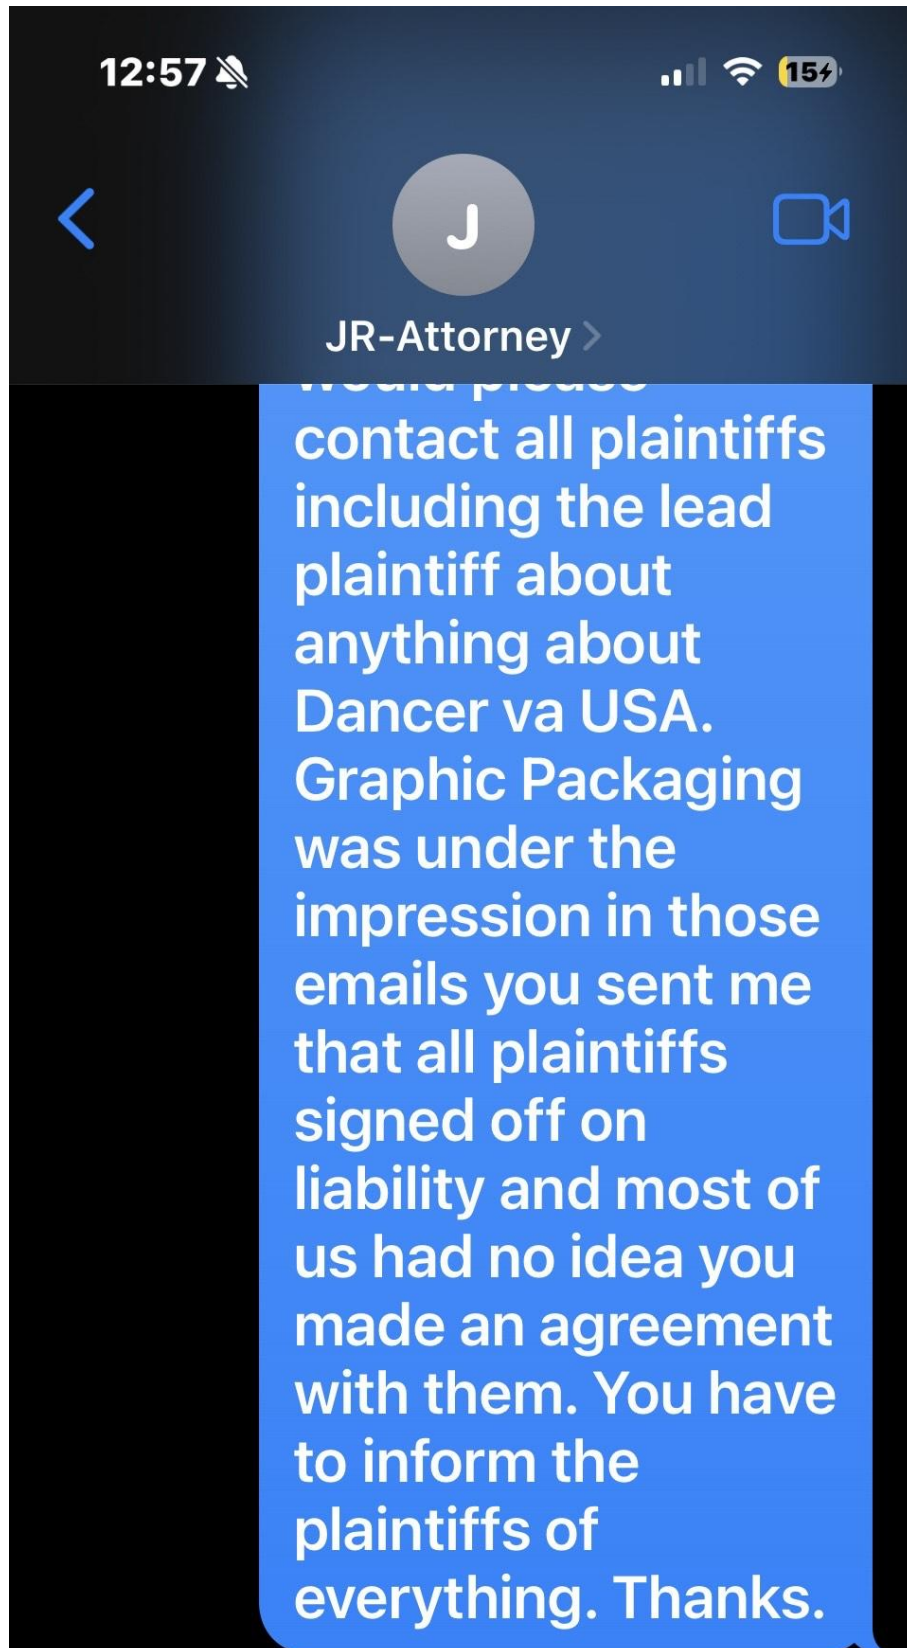 12:57
15
J
JR-Attorney
would please
contact all plaintiffs
including the lead
plaintiff about
anything about
Dancer va USA.
Graphic Packaging
was under the
impression in those
emails you sent me
that all plaintiffs
signed off on
liability and most of
us had no idea you
made an agreement
with them. You have
to inform the
plaintiffs of
everything. Thanks.